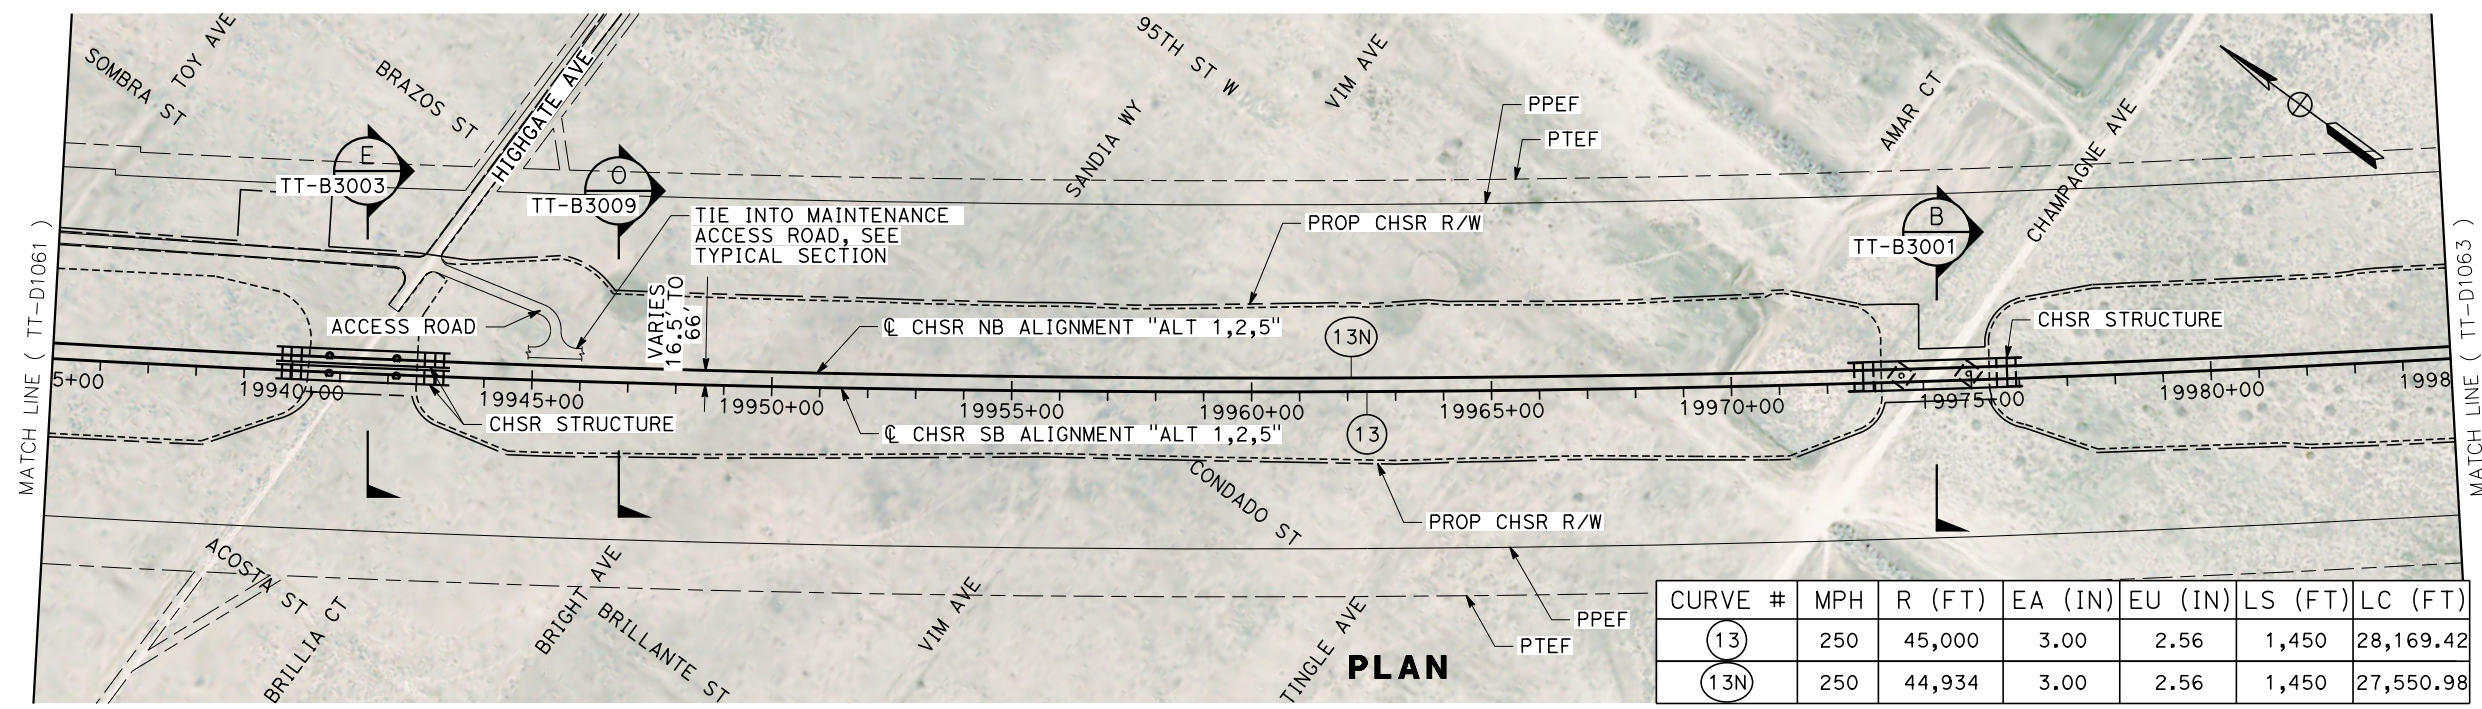 95TH ST W
VIM AVE
TOY AVE
SOMBRA ST
BRAZOS ST
HIGHGATE AVE
SANDIA WY
PPEF
PTEF
AMAR CT
CHAMPAGNE AVE
E
TT-B3003
O
TT-B3009
TIE INTO MAINTENANCE
ACCESS ROAD, SEE
TYPICAL SECTION
PROP CHSR R/W
B
TT-B3001
MATCH LINE ( TT-D1061 )
MATCH LINE ( TT-D1063 )
ACCESS ROAD
VARIES
16.5' TO
66'
℄ CHSR NB ALIGNMENT "ALT 1,2,5"
13N
CHSR STRUCTURE
5+00
19940+00
19945+00
19950+00
19955+00
19960+00
19965+00
19970+00
19975+00
19980+00
1998
CHSR STRUCTURE
℄ CHSR SB ALIGNMENT "ALT 1,2,5"
13
CONDADO ST
PROP CHSR R/W
ACOSTA ST
BRILLIA CT
BRIGHT AVE
BRILLANTE ST
VIM AVE
TINGLE AVE
PPEF
PTEF
PLAN
CURVE # MPH R (FT) EA (IN) EU (IN) LS (FT) LC (FT)
13 250 45,000 3.00 2.56 1,450 28,169.42
13N 250 44,934 3.00 2.56 1,450 27,550.98